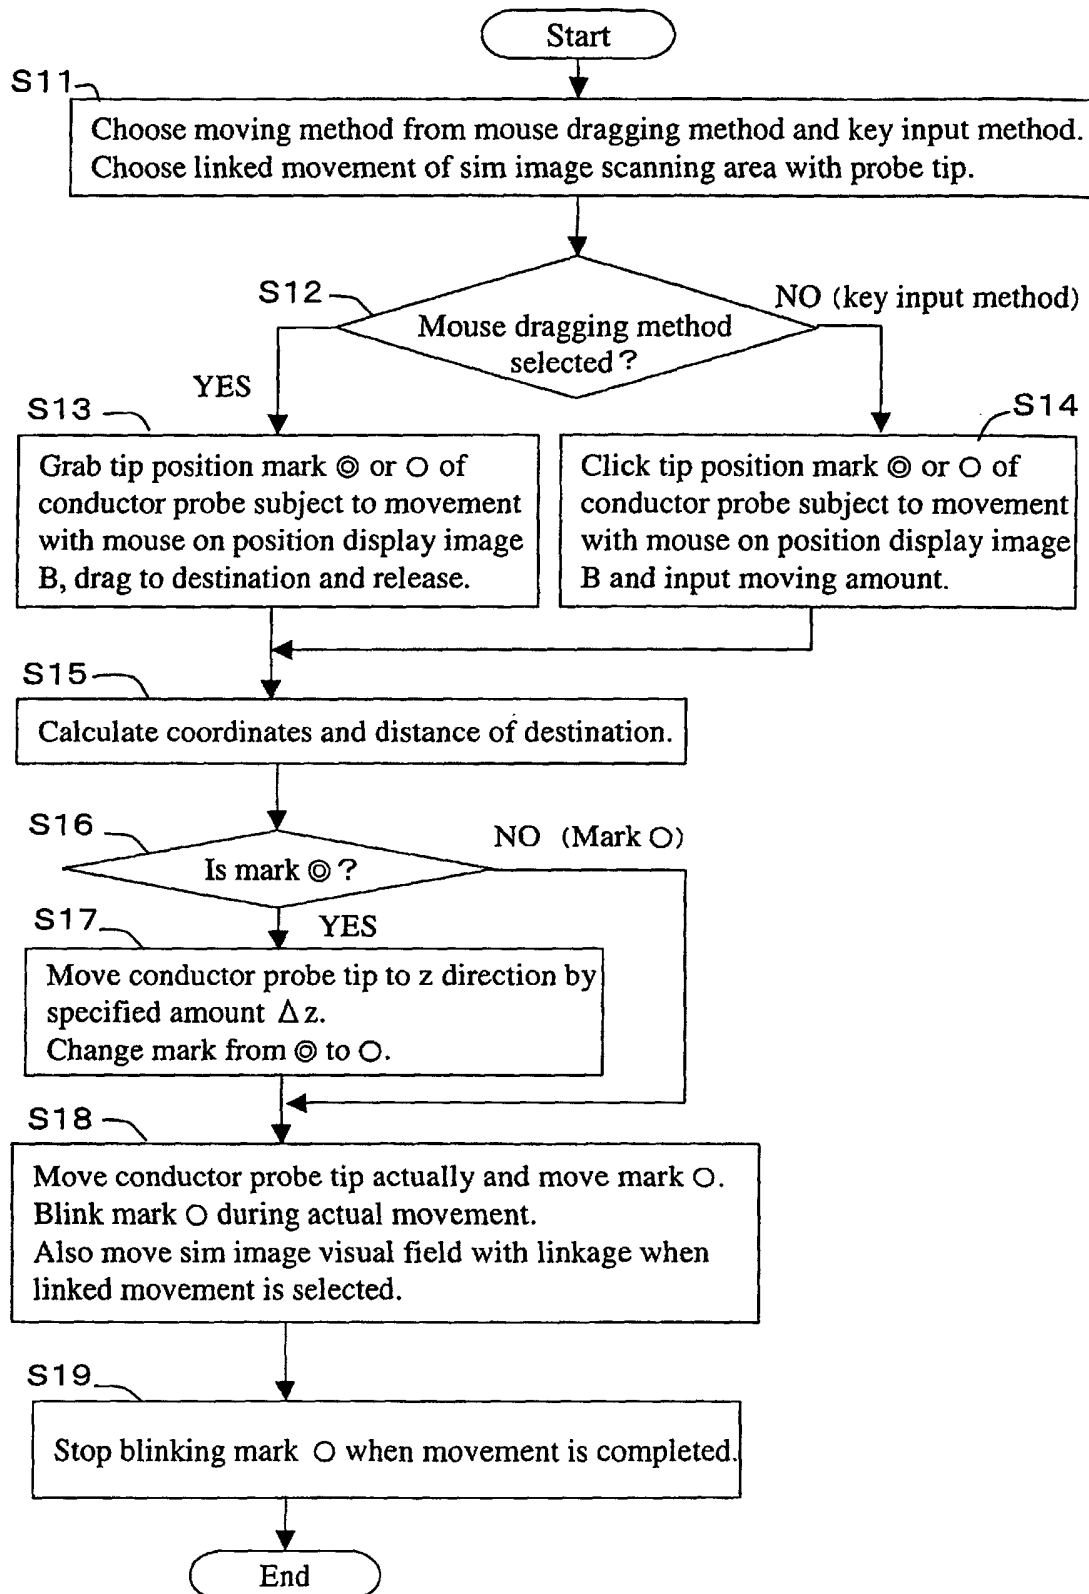 Start
S11
Choose moving method from mouse dragging method and key input method.
Choose linked movement of sim image scanning area with probe tip.
S12
NO (key input method)
Mouse dragging method
selected?
YES
S13
S14
Grab tip position mark ◎ or ○ of
conductor probe subject to movement
with mouse on position display image
B, drag to destination and release.
Click tip position mark ◎ or ○ of
conductor probe subject to movement
with mouse on position display image
B and input moving amount.
S15
Calculate coordinates and distance of destination.
S16
NO (Mark ○)
Is mark ◎?
S17
YES
Move conductor probe tip to z direction by
specified amount Δz.
Change mark from ◎ to ○.
S18
Move conductor probe tip actually and move mark ○.
Blink mark ○ during actual movement.
Also move sim image visual field with linkage when
linked movement is selected.
S19
Stop blinking mark ○ when movement is completed.
End